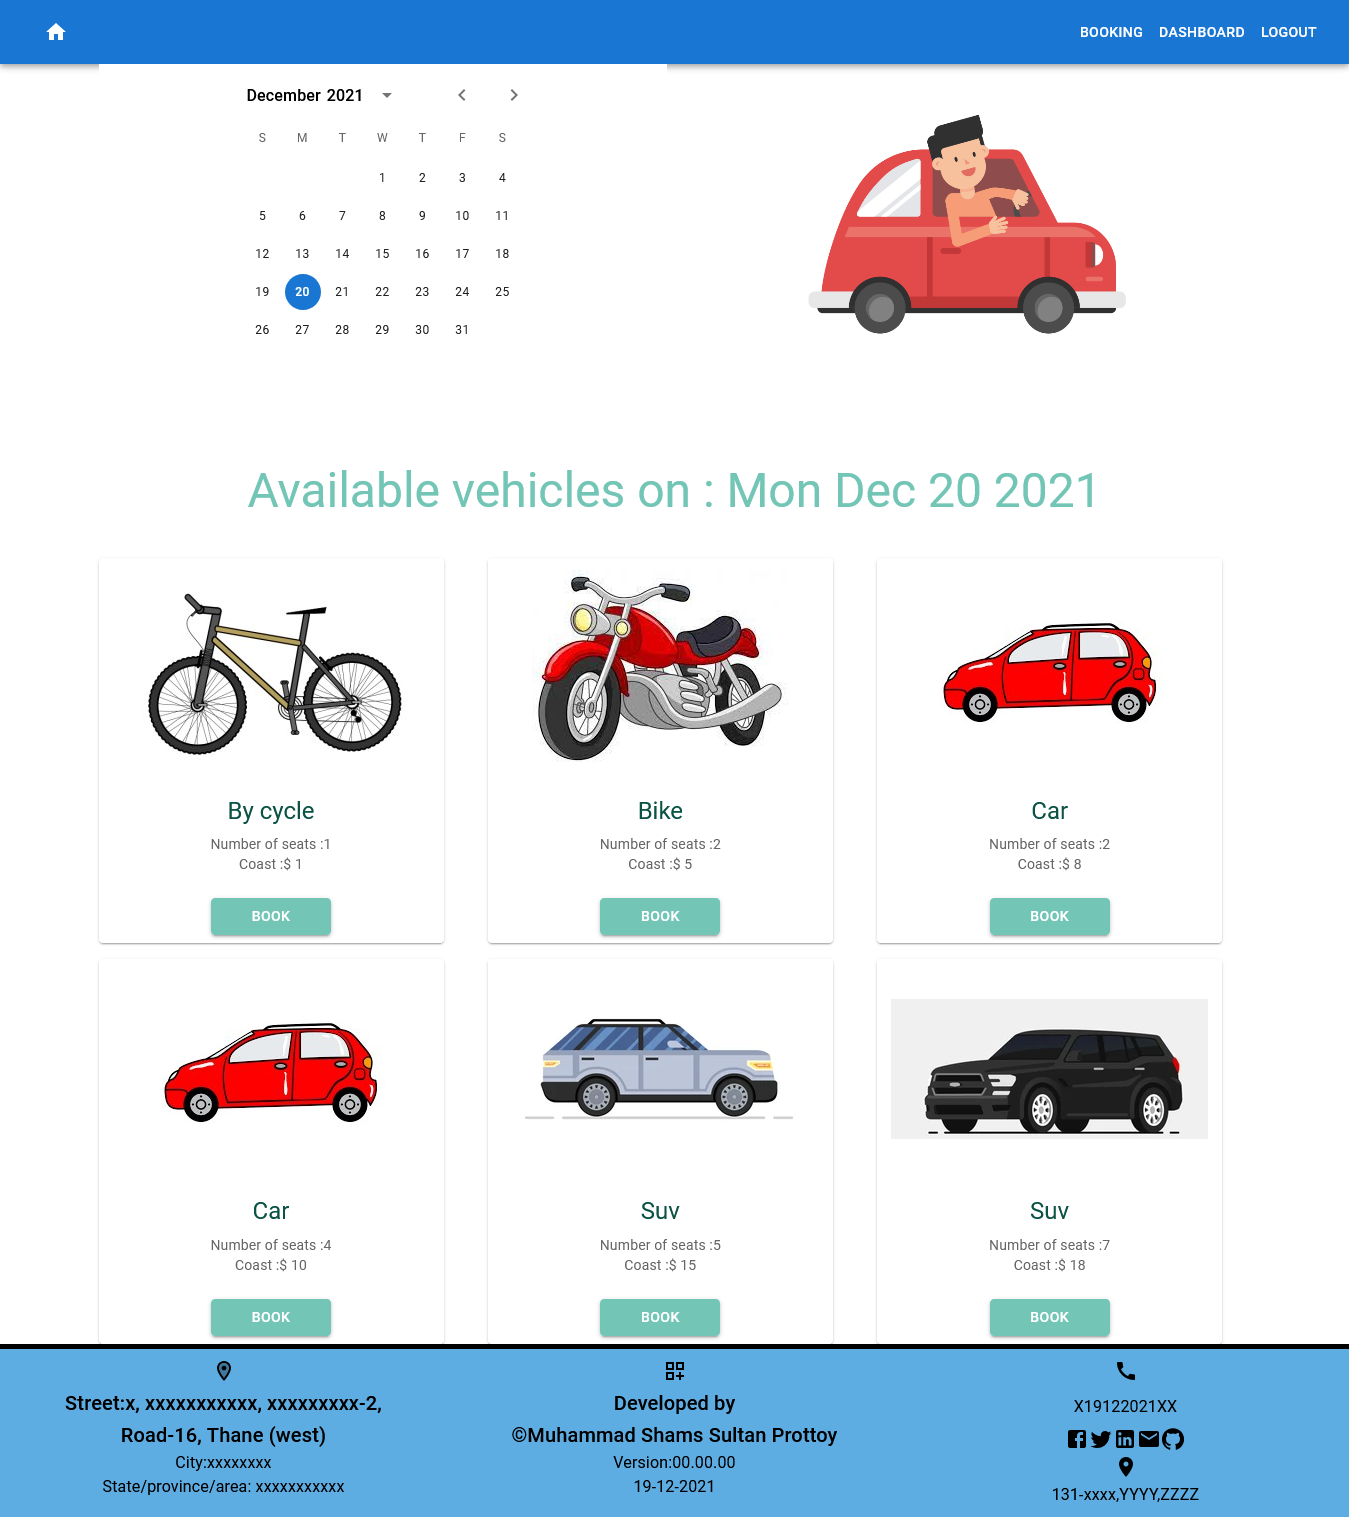 BOOKING DASHBOARD LOGOUT
December 2021
S M T W T F S
1 2 3 4
5 6 7 8 9 10 11
12 13 14 15 16 17 18
19 20 21 22 23 24 25
26 27 28 29 30 31
Available vehicles on : Mon Dec 20 2021
By cycle
Number of seats :1
Coast :$ 1
BOOK
Bike
Number of seats :2
Coast :$ 5
BOOK
Car
Number of seats :2
Coast :$ 8
BOOK
Car
Number of seats :4
Coast :$ 10
BOOK
Suv
Number of seats :5
Coast :$ 15
BOOK
Suv
Number of seats :7
Coast :$ 18
BOOK
Street:x, xxxxxxxxxxx, xxxxxxxxx-2,
Road-16, Thane (west)
City:xxxxxxxx
State/province/area: xxxxxxxxxxx
Developed by
©Muhammad Shams Sultan Prottoy
Version:00.00.00
19-12-2021
X19122021XX
131-xxxx,YYYY,ZZZZ